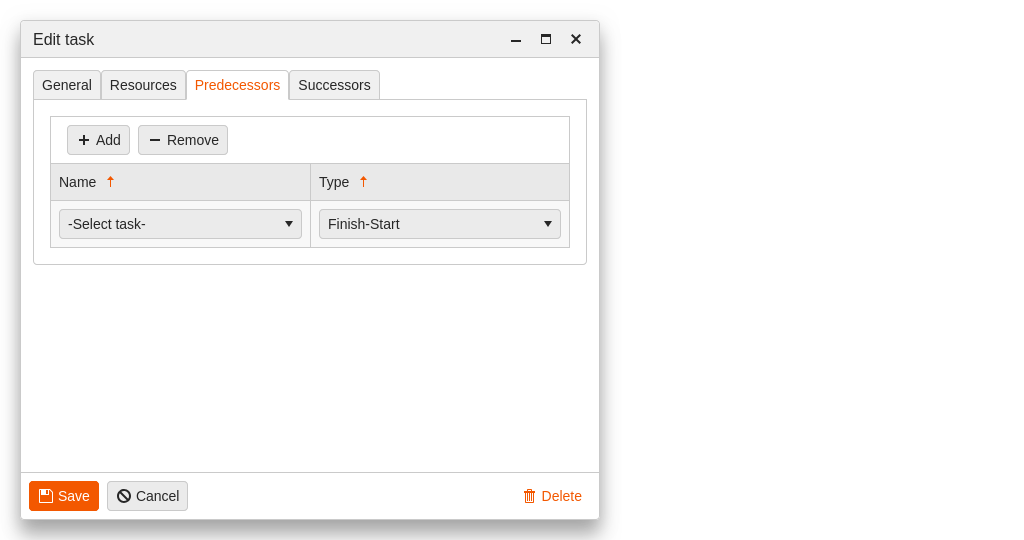 Edit task
General Resources Predecessors Successors
Add Remove
Name Type
-Select task- Finish-Start
Save Cancel Delete